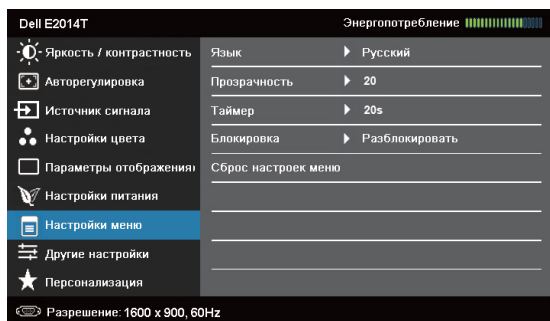 Dell E2014T Энергопотребление
Яркость / контрастность Язык Русский
Авторегулировка Прозрачность 20
Источник сигнала Таймер 20s
Настройки цвета Блокировка Разблокировать
Параметры отображения Сброс настроек меню
Настройки питания
Настройки меню
Другие настройки
Персонализация
Разрешение: 1600 x 900, 60Hz